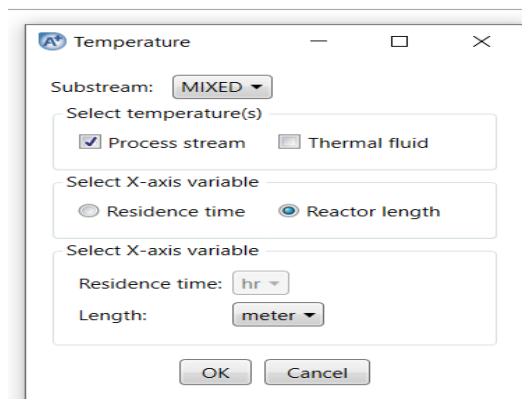 Temperature
Substream: MIXED
Select temperature(s)
Process stream Thermal fluid
Select X-axis variable
Residence time Reactor length
Select X-axis variable
Residence time: hr
Length: meter
OK Cancel